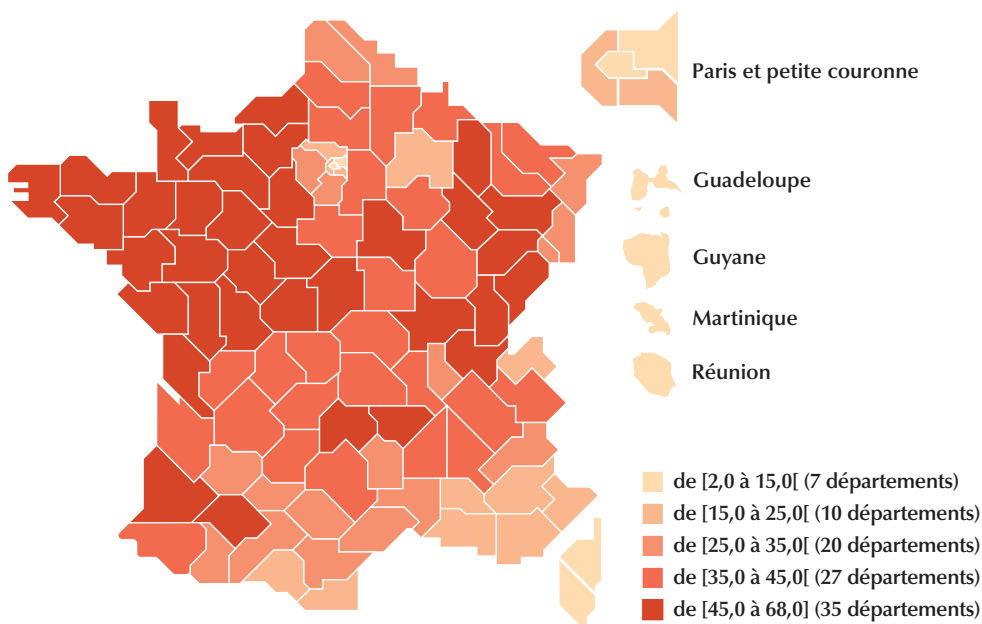 Paris et petite couronne
Guadeloupe
Guyane
Martinique
Réunion
de [2,0 à 15,0[ (7 départements)
de [15,0 à 25,0[ (10 départements)
de [25,0 à 35,0[ (20 départements)
de [35,0 à 45,0[ (27 départements)
de [45,0 à 68,0] (35 départements)